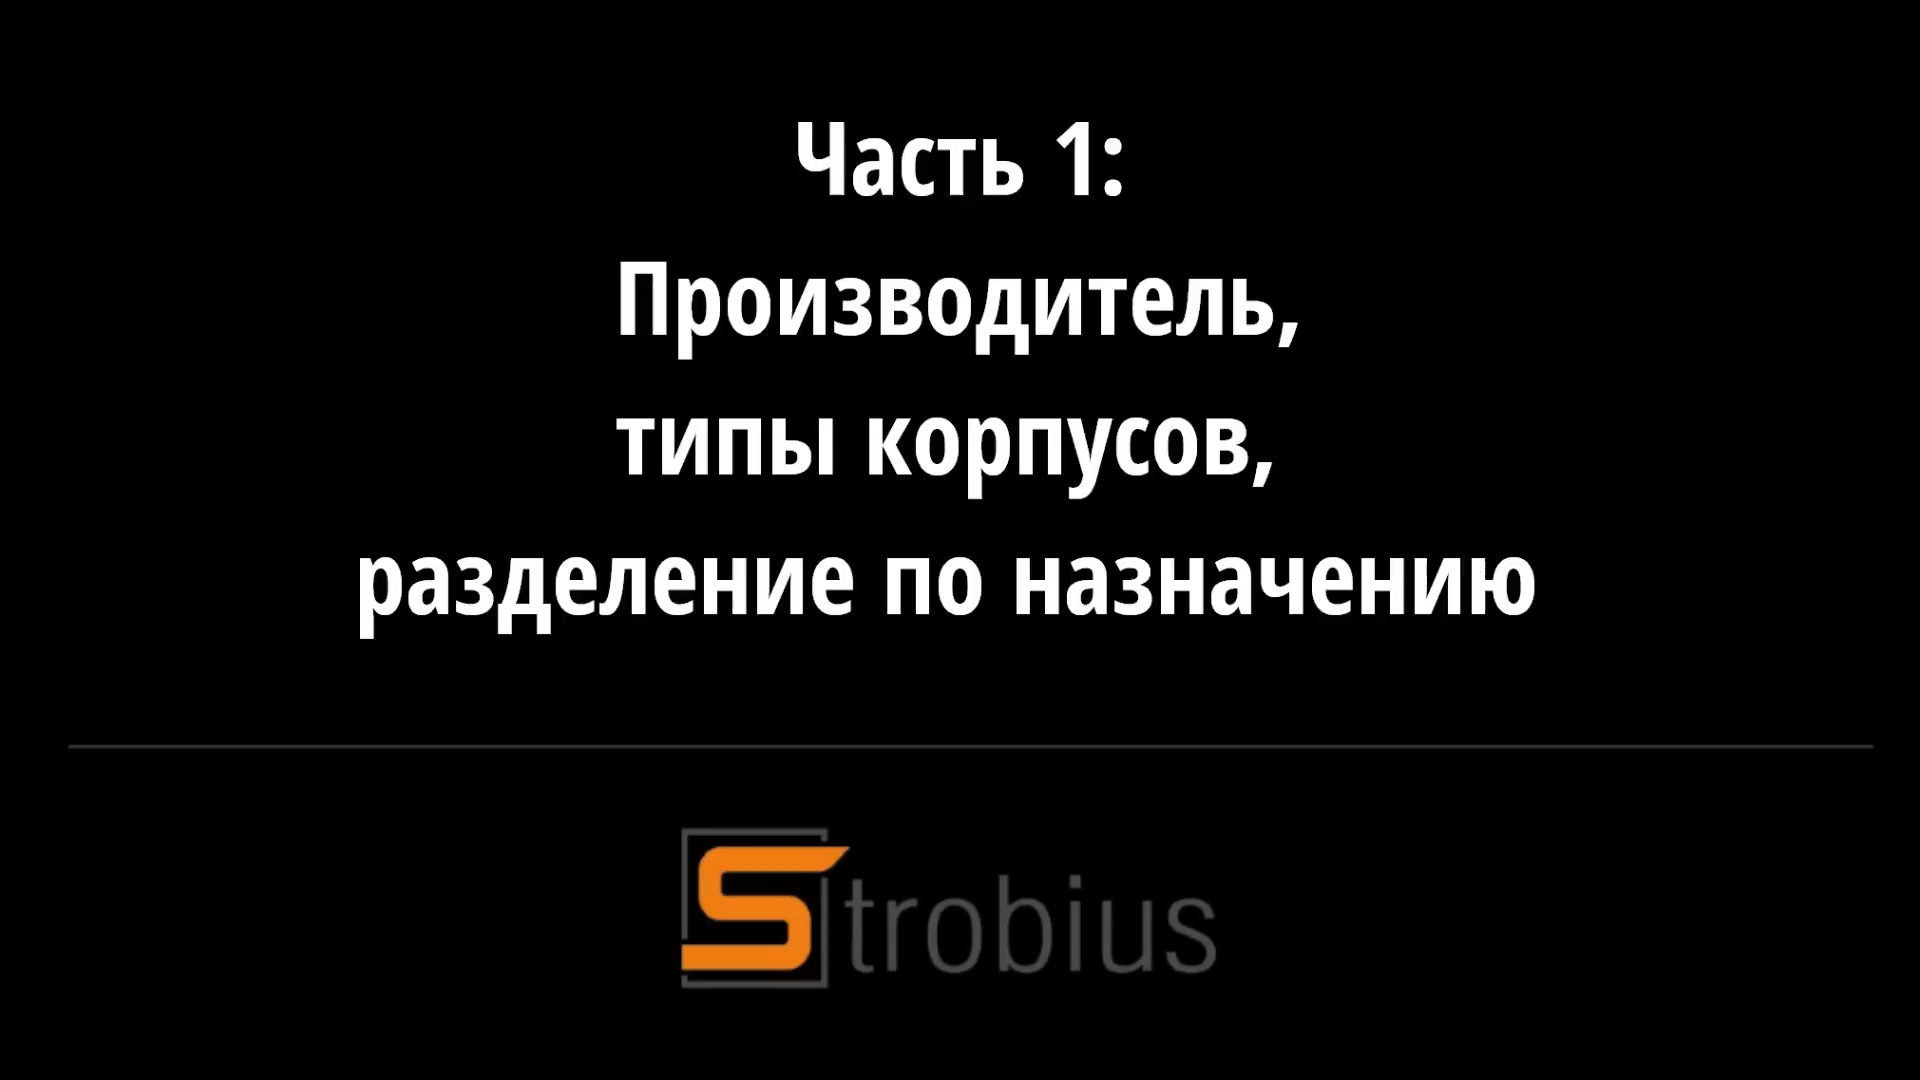 Часть 1:
Производитель,
типы корпусов,
разделение по назначению
Strobius